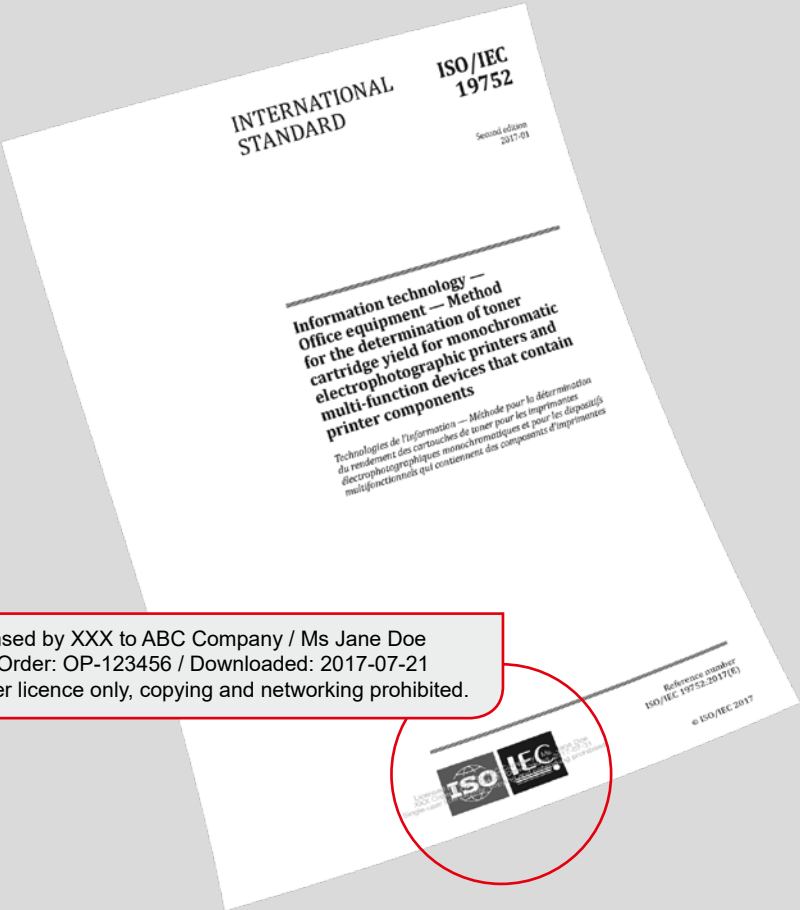 INTERNATIONAL
STANDARD
ISO/IEC
19752
Second edition
2017-01
Information technology —
Office equipment — Method
for the determination of toner
cartridge yield for monochromatic
electrophotographic printers and
multi-function devices that contain
printer components
Technologies de l'information — Méthode pour la détermination
du rendement des cartouches de toner pour les imprimantes
électrophotographiques monochromatiques et pour les dispositifs
multifonctionnels qui contiennent des composants d'imprimantes
sed by XXX to ABC Company / Ms Jane Doe
Order: OP-123456 / Downloaded: 2017-07-21
er licence only, copying and networking prohibited.
Reference number
ISO/IEC 19752:2017(E)
© ISO/IEC 2017
ISO IEC